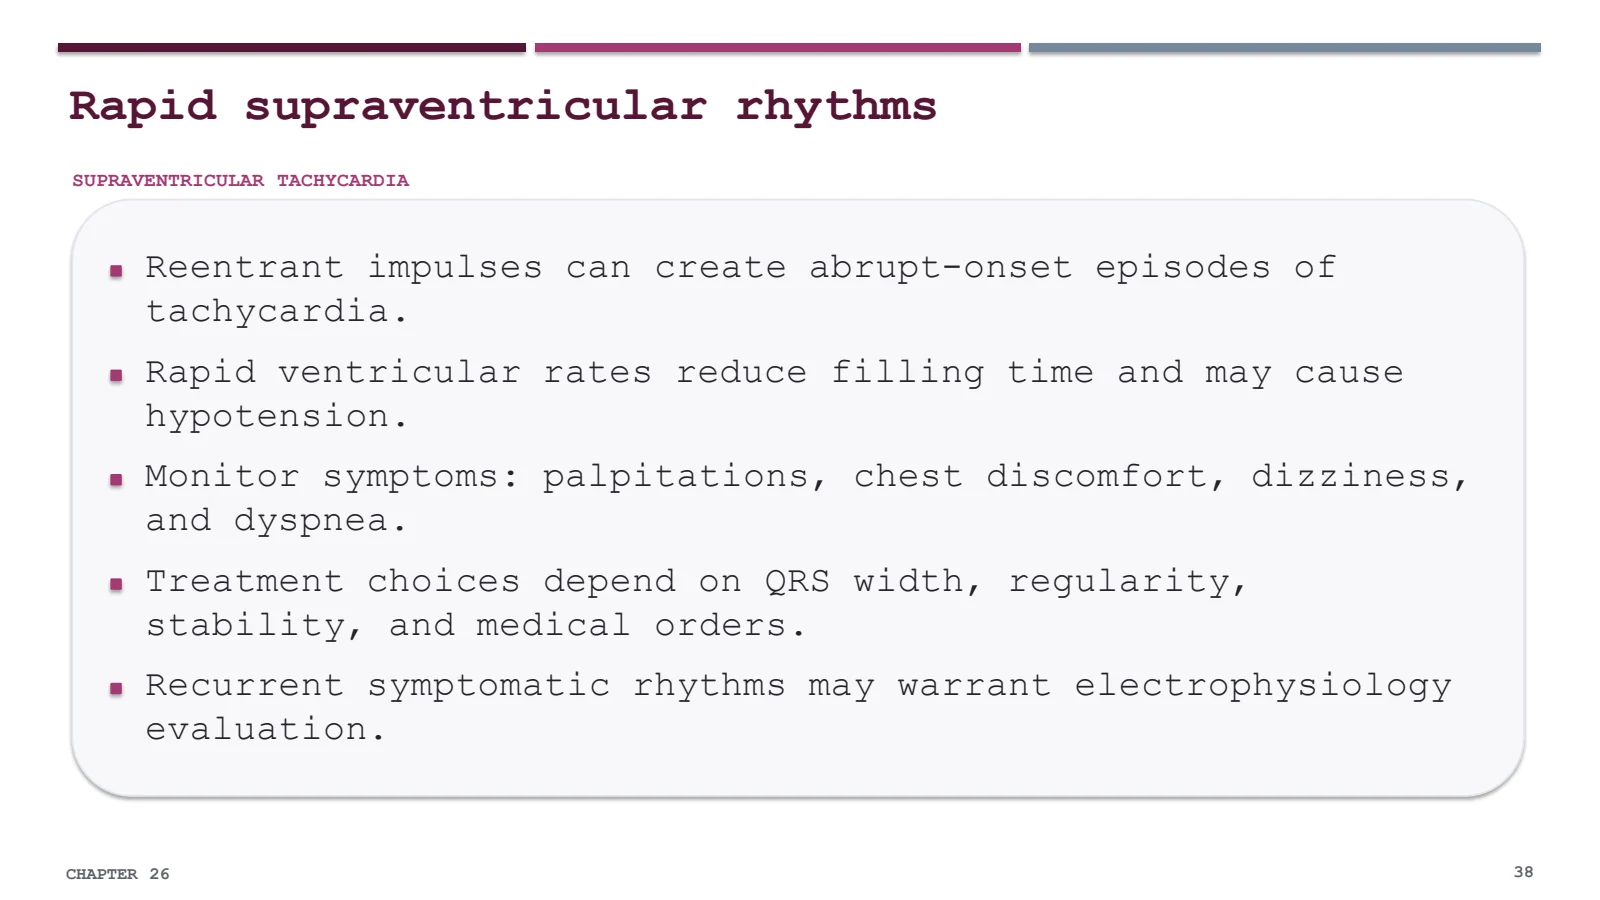 Rapid supraventricular rhythms
SUPRAVENTRICULAR TACHYCARDIA
▪ Reentrant impulses can create abrupt-onset episodes of
tachycardia.
▪ Rapid ventricular rates reduce filling time and may cause
hypotension.
▪ Monitor symptoms: palpitations, chest discomfort, dizziness,
and dyspnea.
▪ Treatment choices depend on QRS width, regularity,
stability, and medical orders.
▪ Recurrent symptomatic rhythms may warrant electrophysiology
evaluation.
CHAPTER 26
38